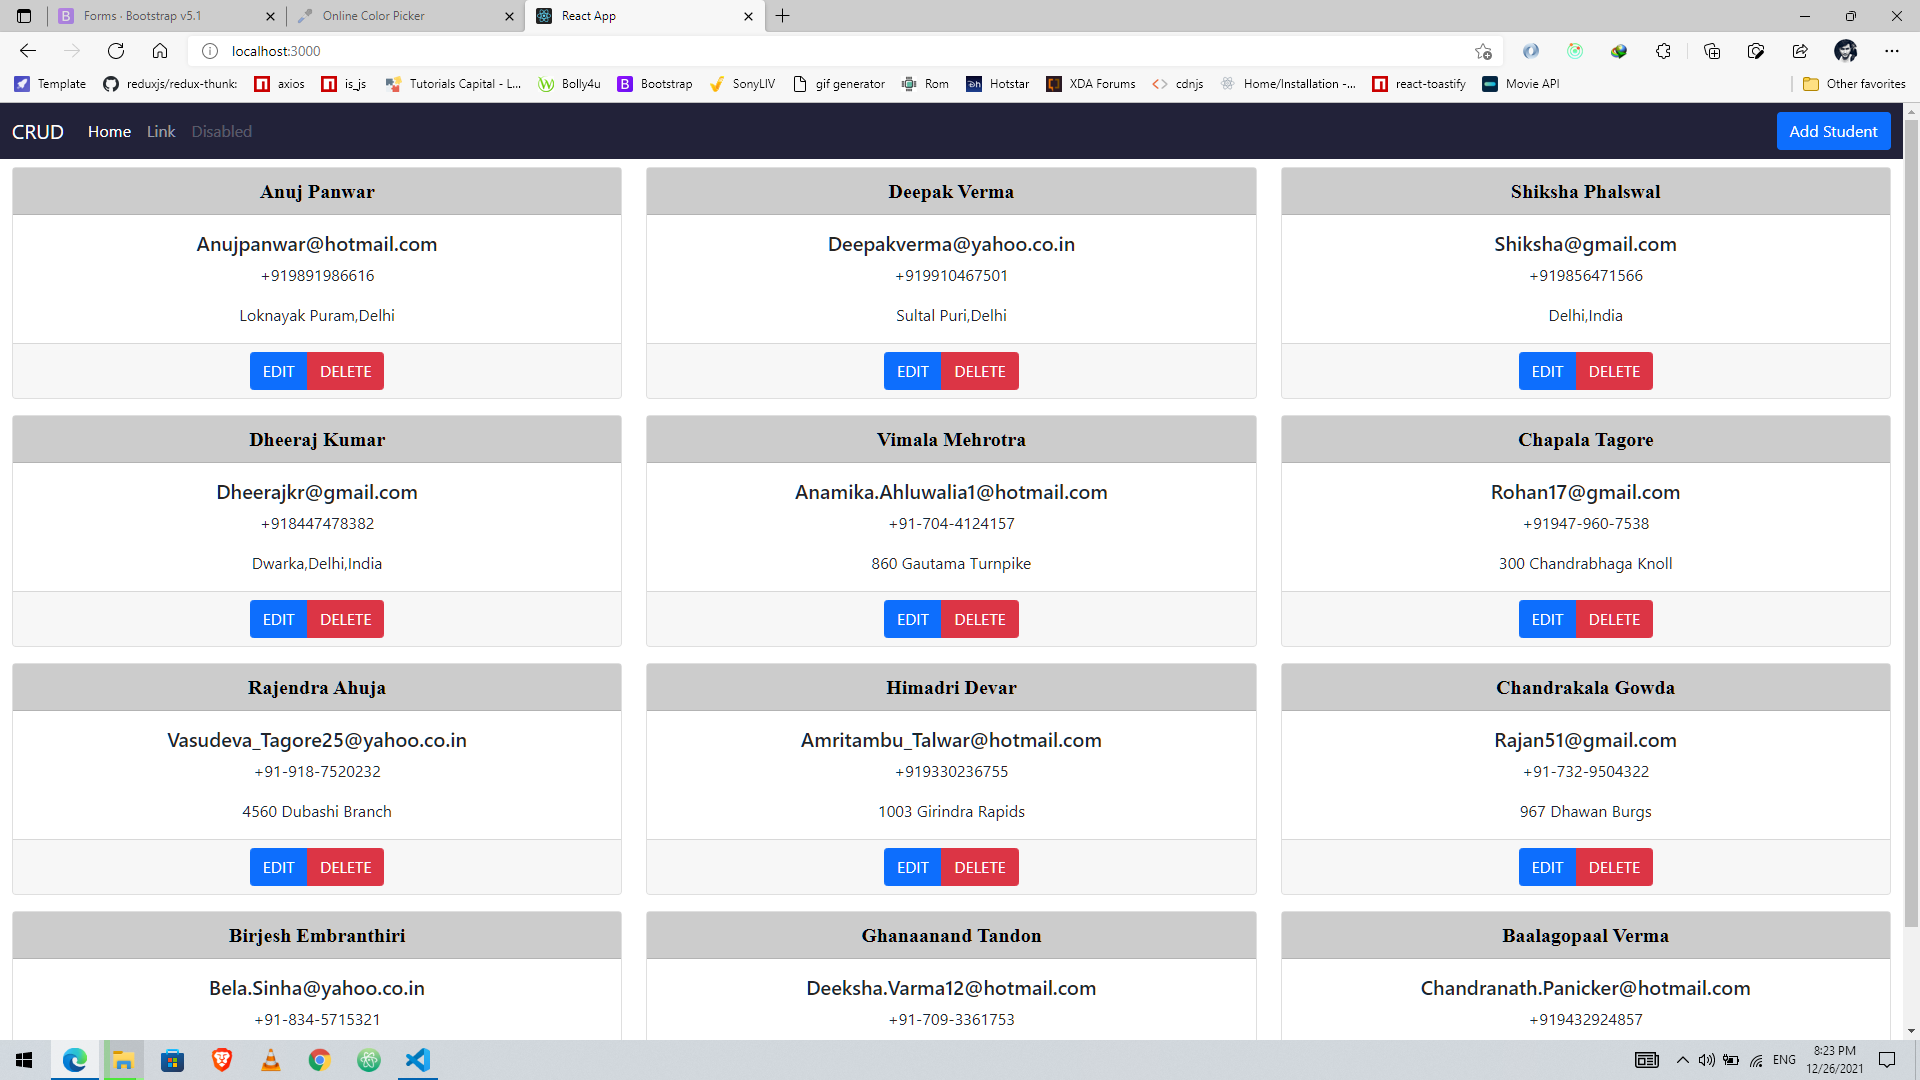 Forms · Bootstrap v5.1
Online Color Picker
React App
localhost:3000
Template
reduxjs/redux-thunk:
axios
is_js
Tutorials Capital - L...
Bolly4u
Bootstrap
SonyLIV
gif generator
Rom
Hotstar
XDA Forums
cdnjs
Home/Installation -...
react-toastify
Movie API
Other favorites
CRUD Home Link Disabled Add Student
Anuj Panwar
Anujpanwar@hotmail.com
+919891986616
Loknayak Puram,Delhi
EDIT DELETE
Deepak Verma
Deepakverma@yahoo.co.in
+919910467501
Sultal Puri,Delhi
EDIT DELETE
Shiksha Phalswal
Shiksha@gmail.com
+919856471566
Delhi,India
EDIT DELETE
Dheeraj Kumar
Dheerajkr@gmail.com
+918447478382
Dwarka,Delhi,India
EDIT DELETE
Vimala Mehrotra
Anamika.Ahluwalia1@hotmail.com
+91-704-4124157
860 Gautama Turnpike
EDIT DELETE
Chapala Tagore
Rohan17@gmail.com
+91947-960-7538
300 Chandrabhaga Knoll
EDIT DELETE
Rajendra Ahuja
Vasudeva_Tagore25@yahoo.co.in
+91-918-7520232
4560 Dubashi Branch
EDIT DELETE
Himadri Devar
Amritambu_Talwar@hotmail.com
+919330236755
1003 Girindra Rapids
EDIT DELETE
Chandrakala Gowda
Rajan51@gmail.com
+91-732-9504322
967 Dhawan Burgs
EDIT DELETE
Birjesh Embranthiri
Bela.Sinha@yahoo.co.in
+91-834-5715321
Ghanaanand Tandon
Deeksha.Varma12@hotmail.com
+91-709-3361753
Baalagopaal Verma
Chandranath.Panicker@hotmail.com
+919432924857
ENG
8:23 PM
12/26/2021